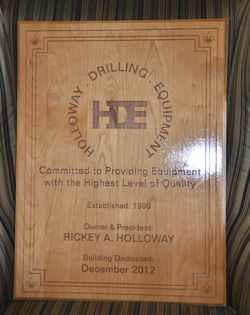 HOLLOWAY . DRILLING . EQUIPMENT
HDE
Committed to Providing Equipment
with the Highest Level of Quality
Established: 1990
Owner & President:
RICKEY A. HOLLOWAY
Building Dedicated:
December 2012